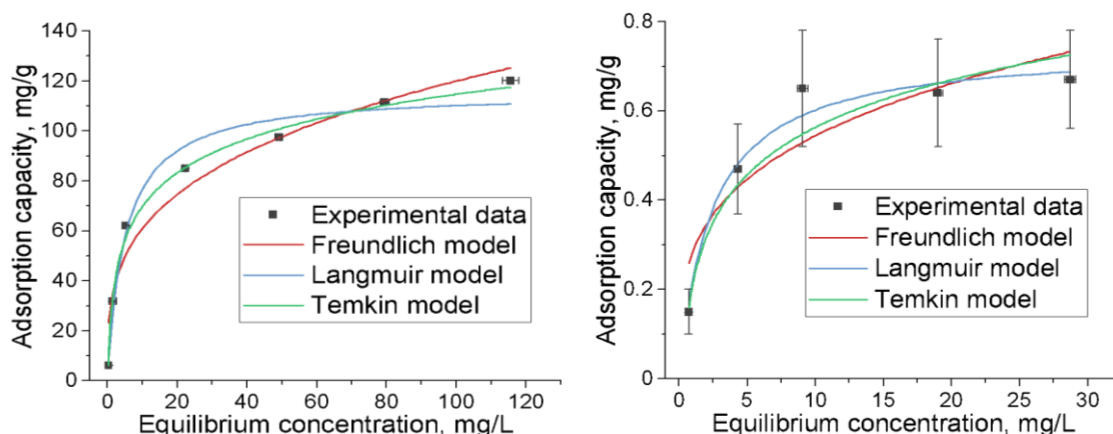 Adsorption capacity, mg/g
140
120
100
80
60
40
20
0
Experimental data
Freundlich model
Langmuir model
Temkin model
0 20 40 60 80 100 120
Equilibrium concentration, mg/L
Adsorption capacity, mg/g
0.8
0.6
0.4
0.2
0.0
Experimental data
Freundlich model
Langmuir model
Temkin model
0 5 10 15 20 25 30
Equilibrium concentration, mg/L